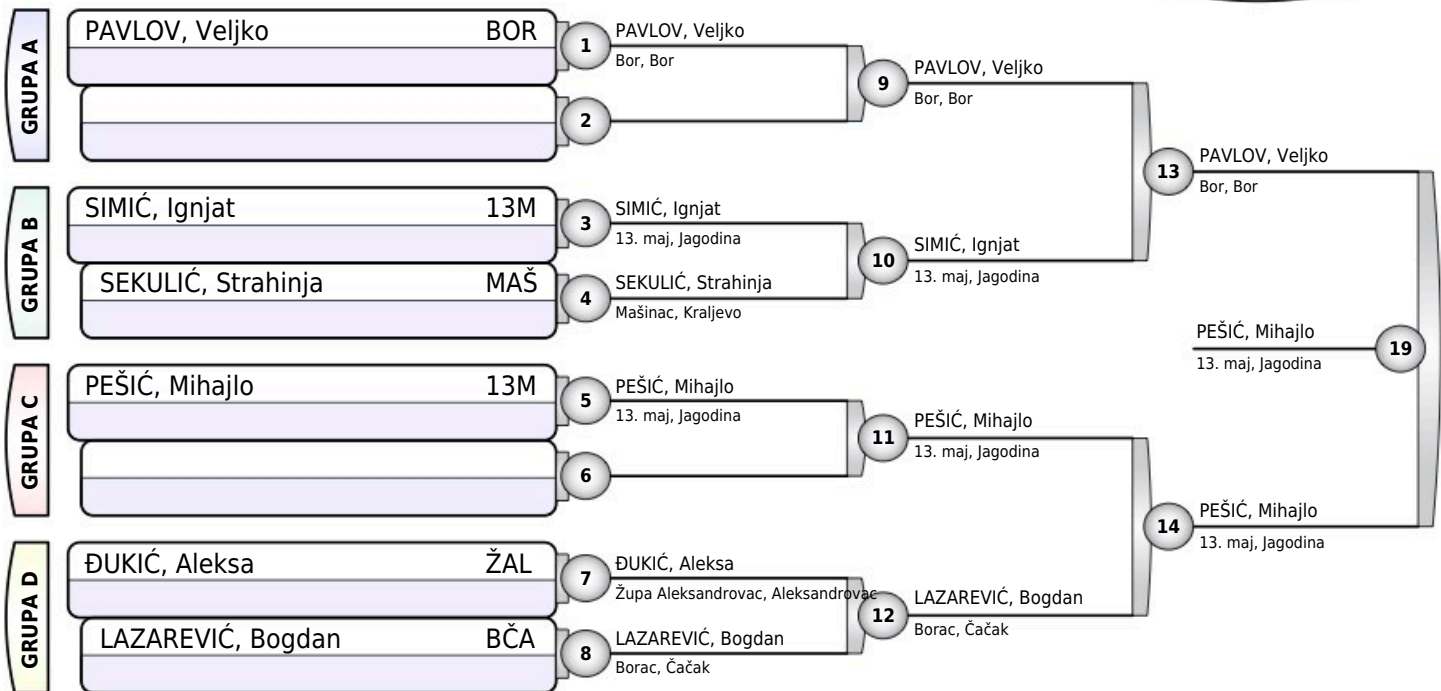 GRUPA A
PAVLOV, Veljko BOR
1
PAVLOV, Veljko
Bor, Bor
2
9
PAVLOV, Veljko
Bor, Bor
GRUPA B
SIMIĆ, Ignjat 13M
3
SIMIĆ, Ignjat
13. maj, Jagodina
SEKULIĆ, Strahinja MAŠ
4
SEKULIĆ, Strahinja
Mašinac, Kraljevo
10
SIMIĆ, Ignjat
13. maj, Jagodina
13
PAVLOV, Veljko
Bor, Bor
GRUPA C
PEŠIĆ, Mihajlo 13M
5
PEŠIĆ, Mihajlo
13. maj, Jagodina
6
11
PEŠIĆ, Mihajlo
13. maj, Jagodina
GRUPA D
ĐUKIĆ, Aleksa ŽAL
7
ĐUKIĆ, Aleksa
Župa Aleksandrovac, Aleksandrovac
LAZAREVIĆ, Bogdan BČA
8
LAZAREVIĆ, Bogdan
Borac, Čačak
12
LAZAREVIĆ, Bogdan
Borac, Čačak
14
PEŠIĆ, Mihajlo
13. maj, Jagodina
PEŠIĆ, Mihajlo
13. maj, Jagodina
19